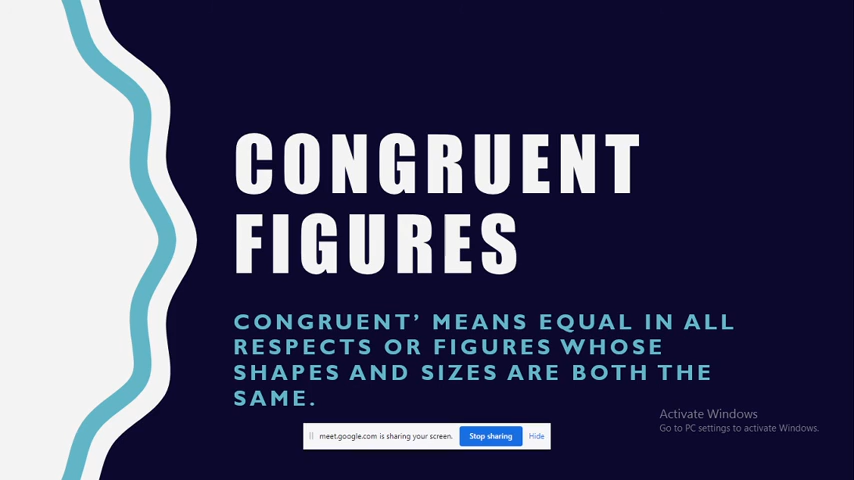 CONGRUENT
FIGURES
CONGRUENT’ MEANS EQUAL IN ALL
RESPECTS OR FIGURES WHOSE
SHAPES AND SIZES ARE BOTH THE
SAME.
Activate Windows
Go to PC settings to activate Windows.
meet.google.com is sharing your screen. Stop sharing Hide